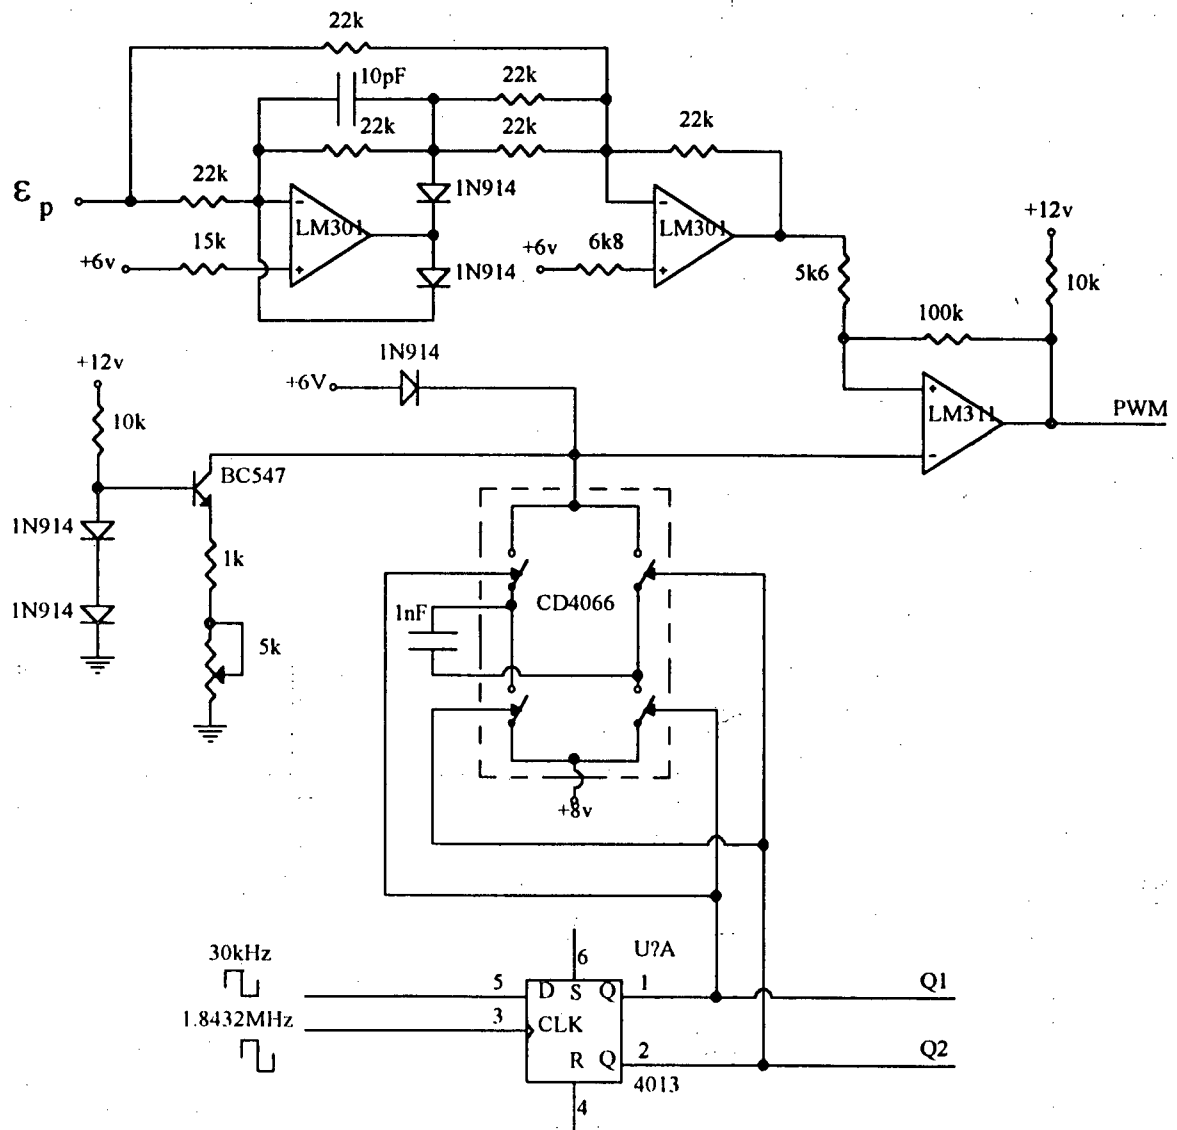 22k
10pF
22k
22k
22k
22k
22k
εp
LM301
1N914
LM301
+12v
15k
+6v
6k8
+6v
1N914
5k6
10k
100k
1N914
+12v
+6V
LM311
PWM
10k
BC547
1N914
1k
1N914
1nF
CD4066
5k
+8v
30kHz
6
U?A
5
D
S
Q
1
Q1
1.8432MHz
3
CLK
R
Q
2
Q2
4013
4